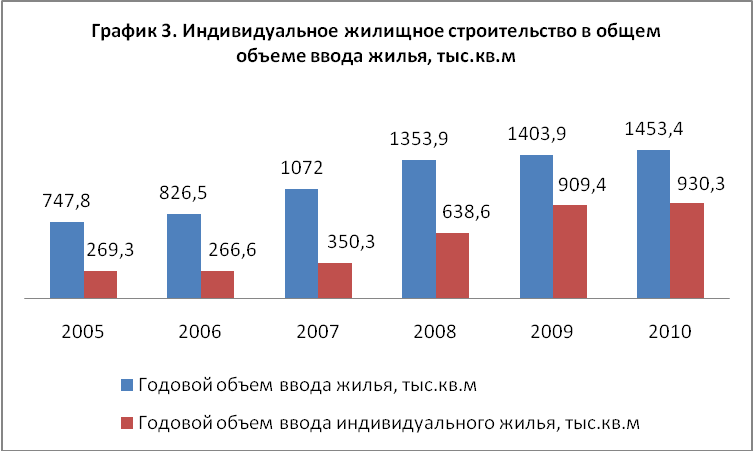 График 3. Индивидуальное жилищное строительство в общем
объеме ввода жилья, тыс.кв.м
747,8
269,3
826,5
266,6
1072
350,3
1353,9
638,6
1403,9
909,4
1453,4
930,3
2005 2006 2007 2008 2009 2010
Годовой объем ввода жилья, тыс.кв.м
Годовой объем ввода индивидуального жилья, тыс.кв.м